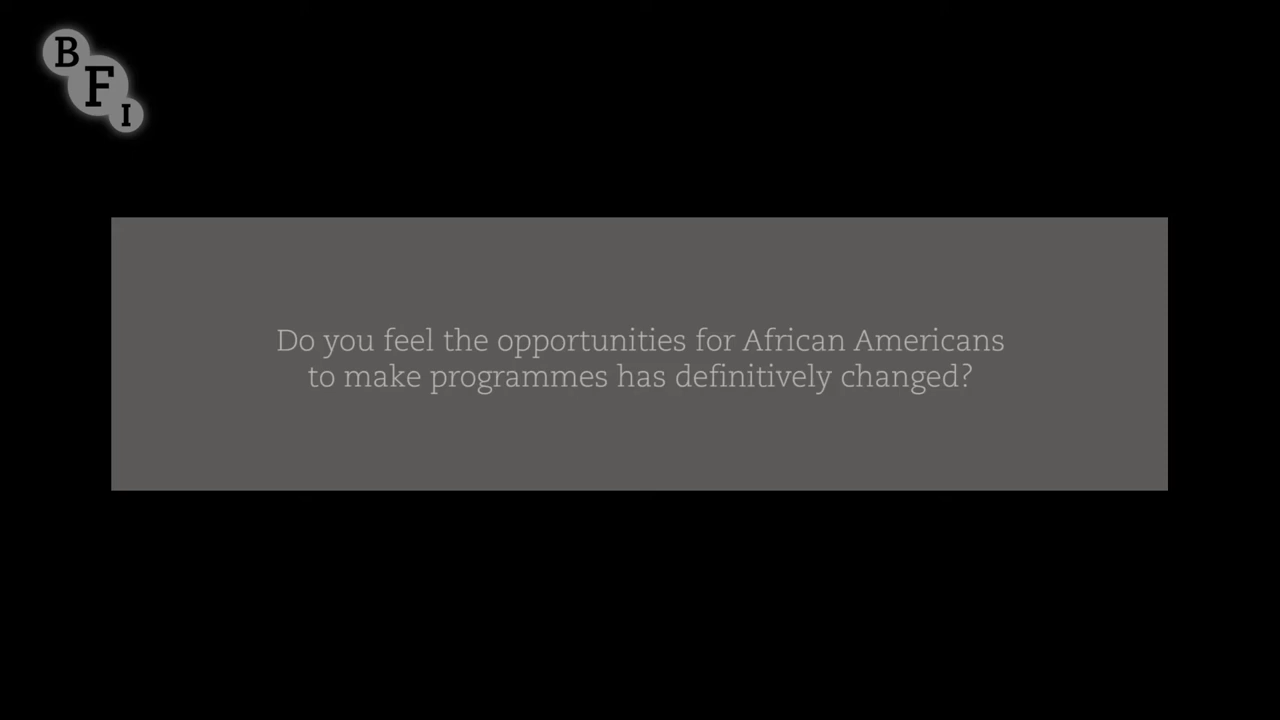 BFI
Do you feel the opportunities for African Americans
to make programmes has definitively changed?